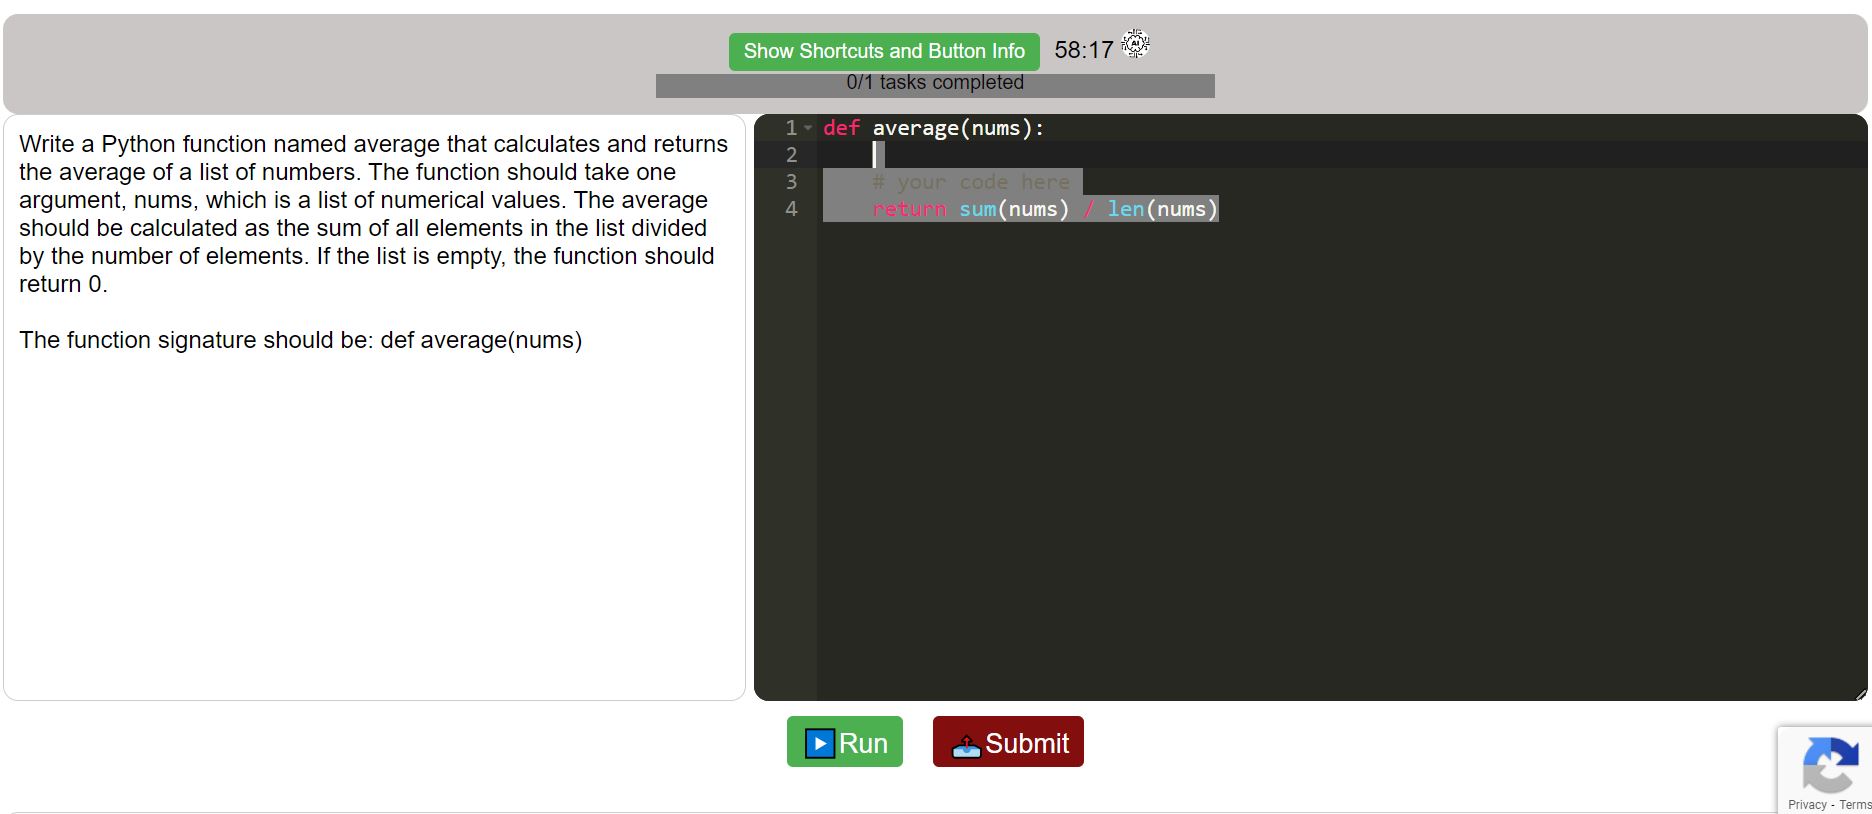 Show Shortcuts and Button Info 58:17 AI
0/1 tasks completed
Write a Python function named average that calculates and returns
the average of a list of numbers. The function should take one
argument, nums, which is a list of numerical values. The average
should be calculated as the sum of all elements in the list divided
by the number of elements. If the list is empty, the function should
return 0.
The function signature should be: def average(nums)
1 def average(nums):
2
3 # your code here
4 return sum(nums) / len(nums)
Run Submit
Privacy - Terms